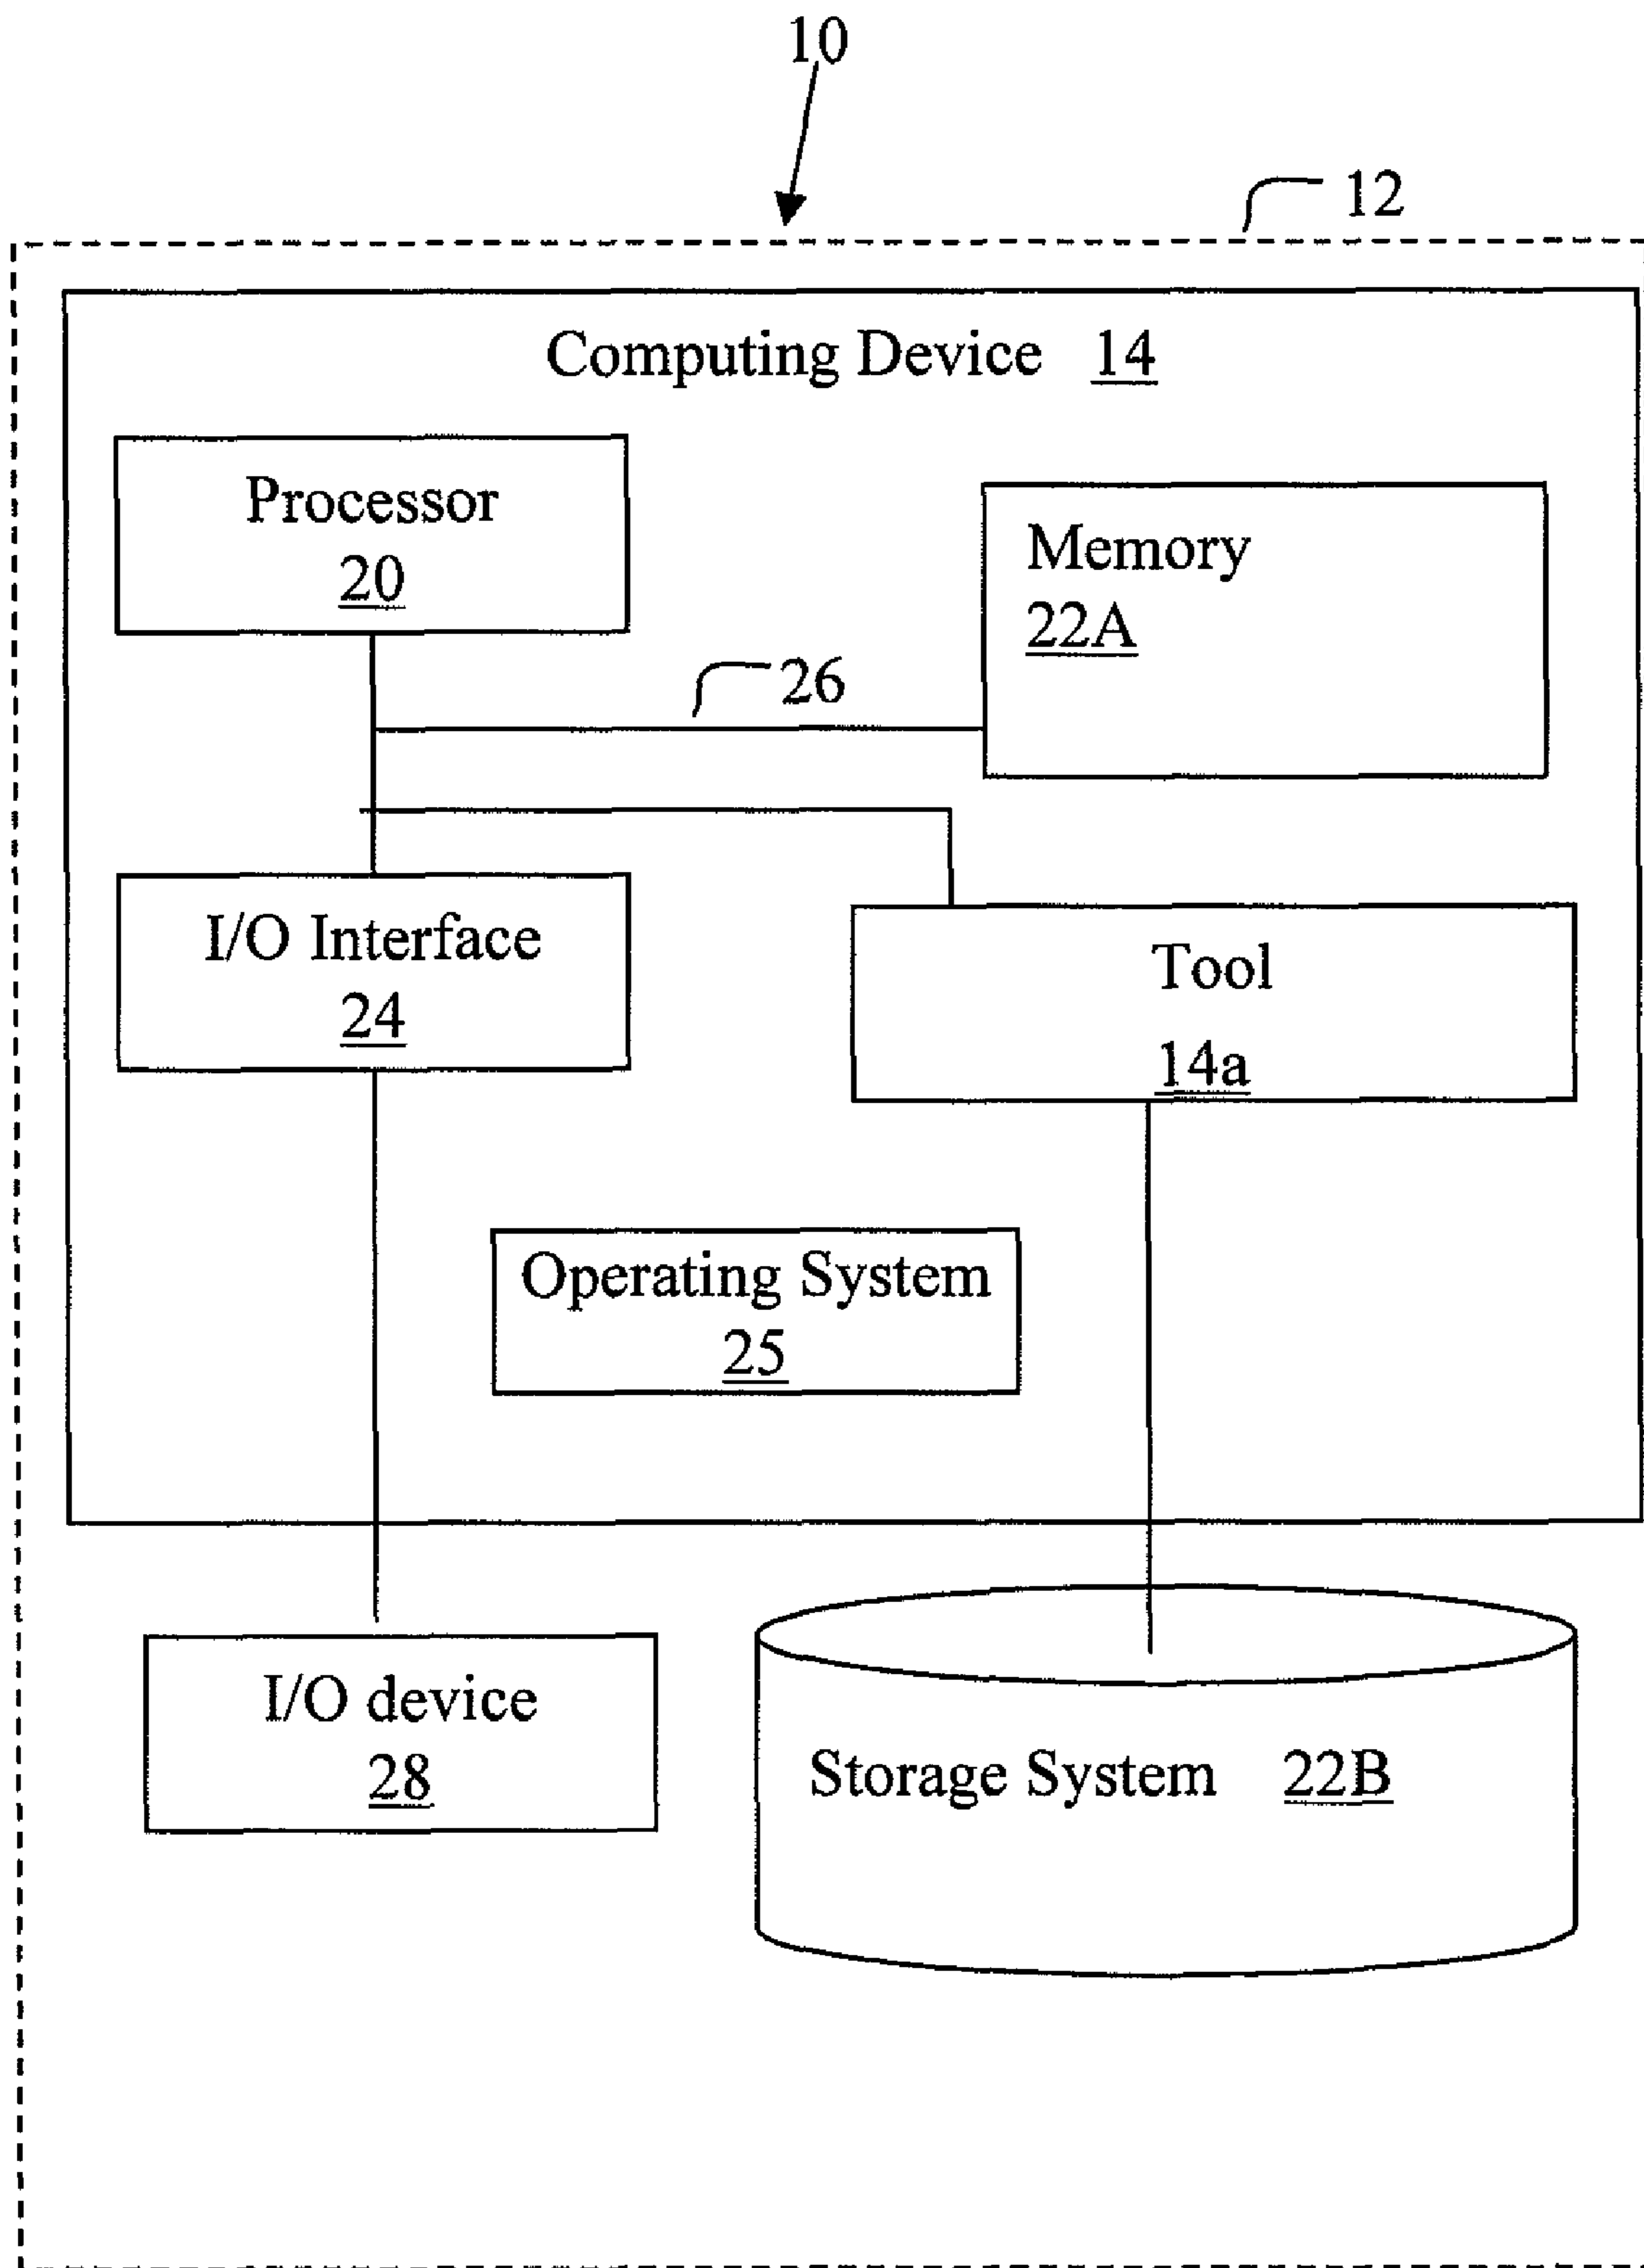 10
12
Computing Device 14
Processor
20
Memory
22A
26
I/O Interface
24
Tool
14a
Operating System
25
I/O device
28
Storage System 22B